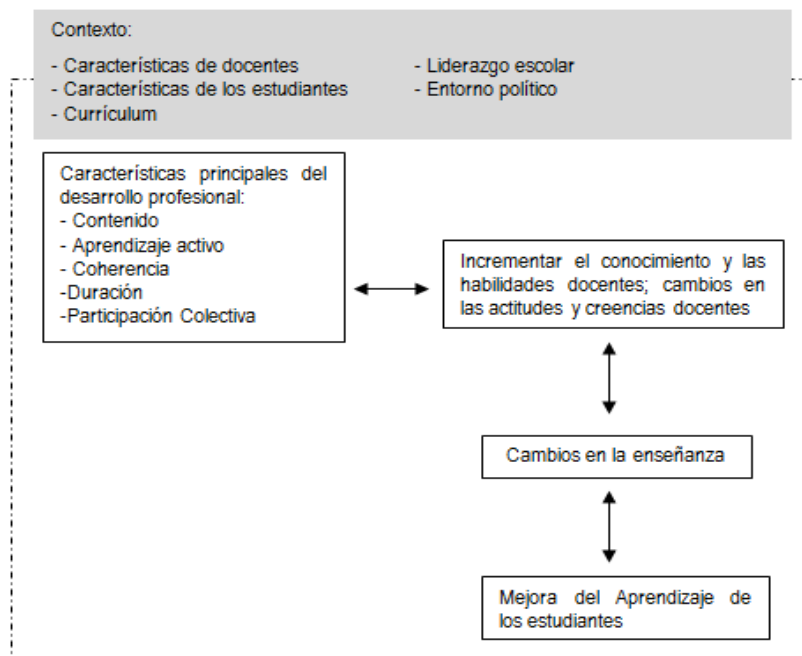 Contexto:
- Características de docentes
- Características de los estudiantes
- Currículum
- Liderazgo escolar
- Entorno político
Características principales del
desarrollo profesional:
- Contenido
- Aprendizaje activo
- Coherencia
-Duración
-Participación Colectiva
Incrementar el conocimiento y las
habilidades docentes; cambios en
las actitudes y creencias docentes
Cambios en la enseñanza
Mejora del Aprendizaje de
los estudiantes